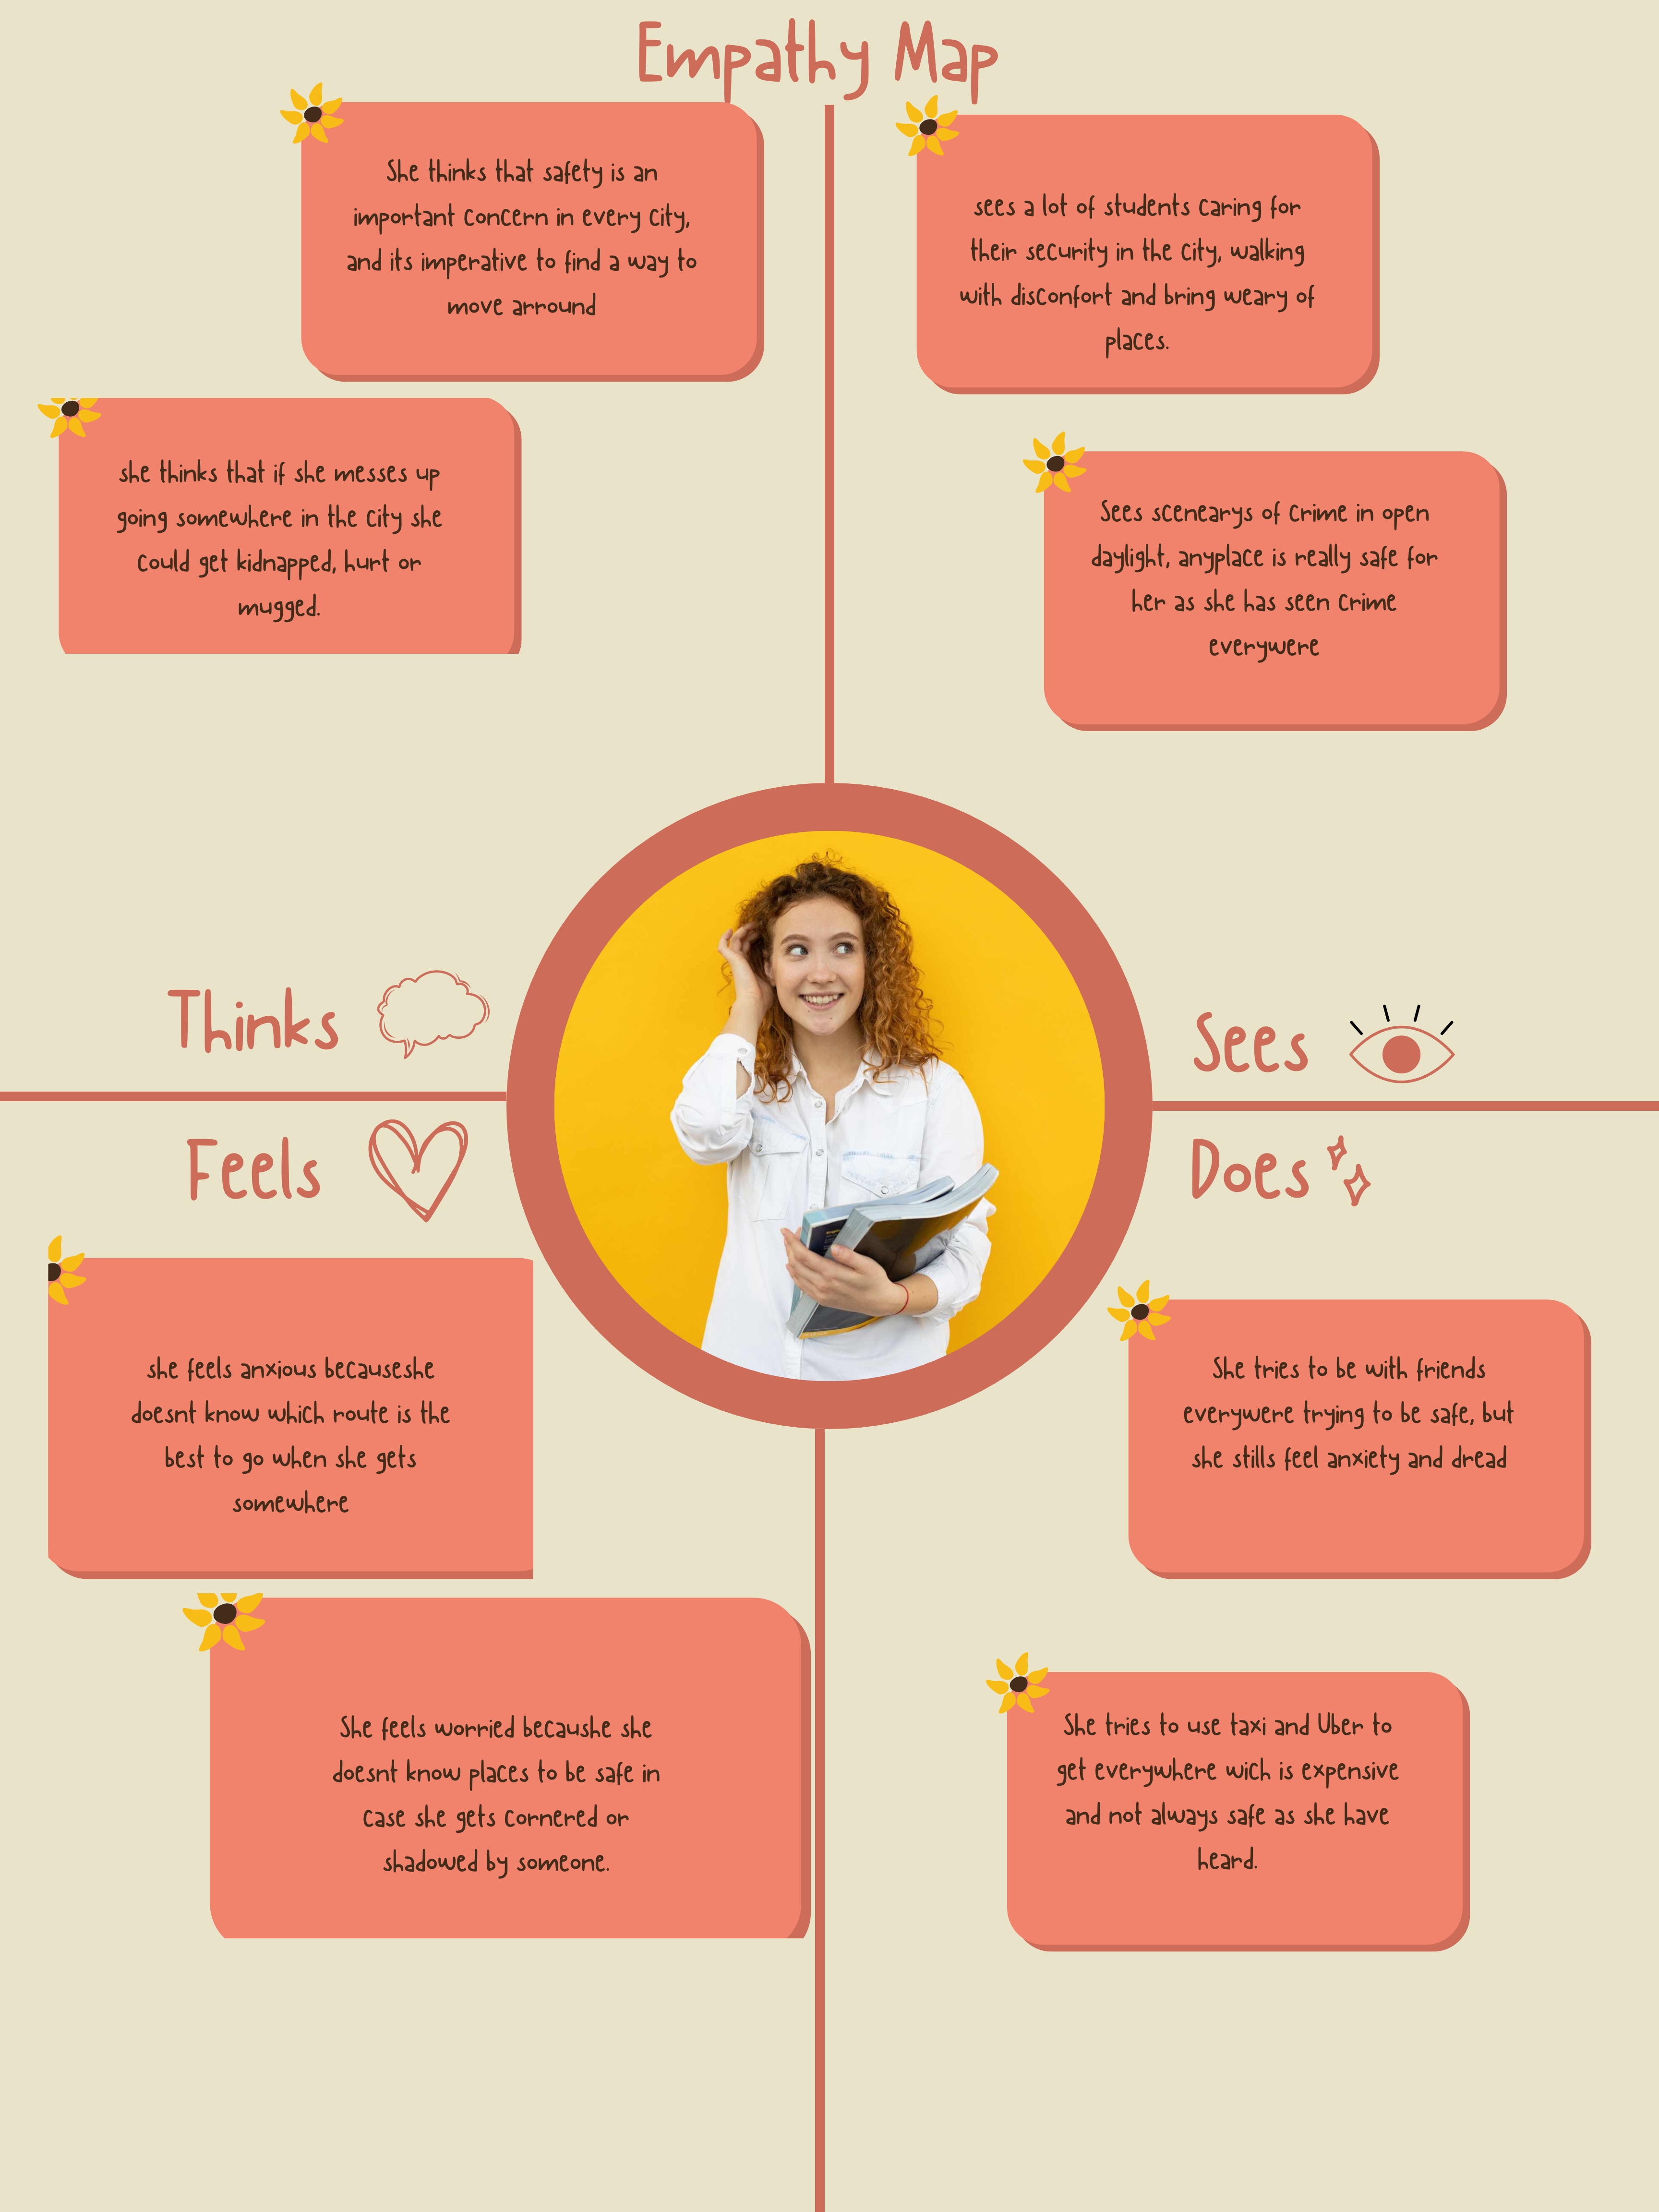 Empathy Map
She thinks that safety is an
important concern in every city,
and its imperative to find a way to
move arround
she thinks that if she messes up
going somewhere in the city she
could get kidnapped, hurt or
mugged.
sees a lot of students caring for
their security in the city, walking
with disconfort and bring weary of
places.
Sees scenearys of crime in open
daylight, anyplace is really safe for
her as she has seen crime
everywere
Thinks
Sees
Feels
Does
she feels anxious becauseshe
doesnt know which route is the
best to go when she gets
somewhere
She feels worried becaushe she
doesnt know places to be safe in
case she gets cornered or
shadowed by someone.
She tries to be with friends
everywere trying to be safe, but
she stills feel anxiety and dread
She tries to use taxi and Uber to
get everywhere wich is expensive
and not always safe as she have
heard.